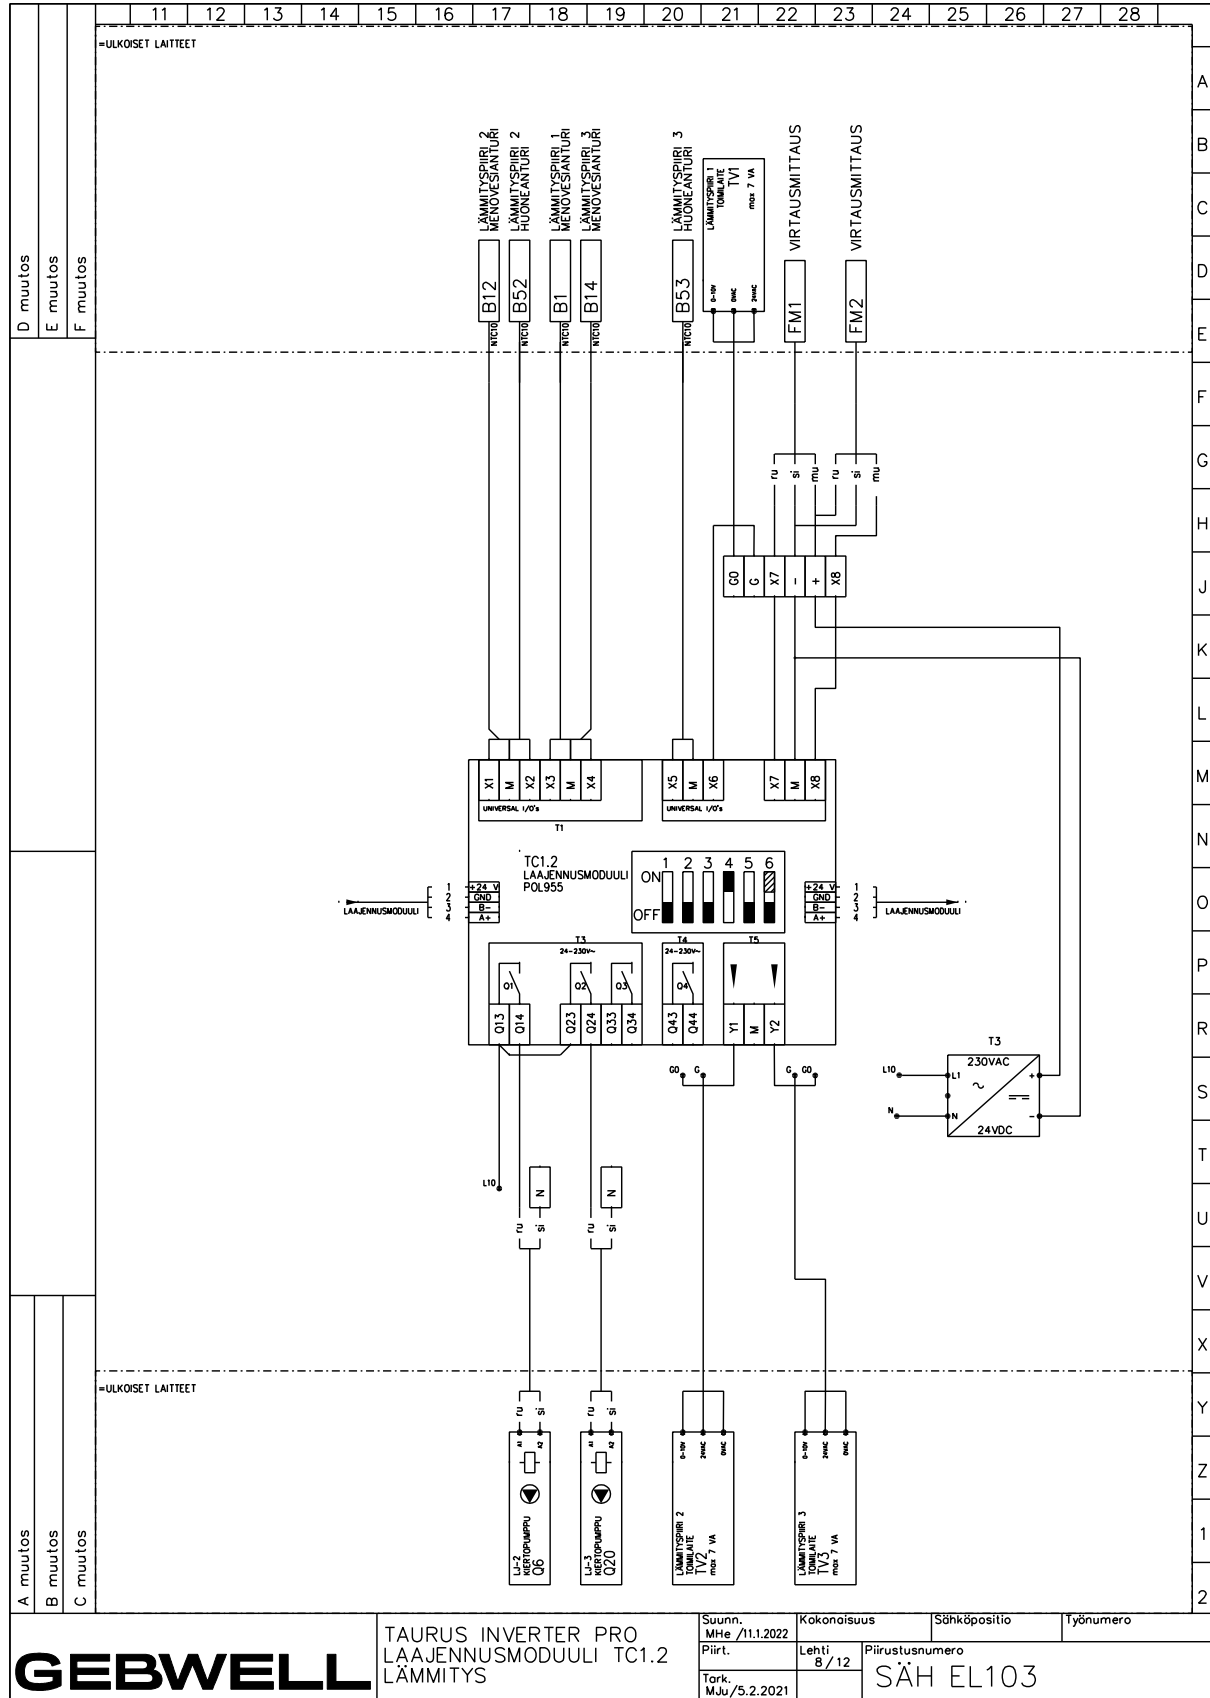 11 12 13 14 15 16 17 18 19 20 21 22 23 24 25 26 27 28
=ULKOISET LAITTEET
A
B
C
D
E
F
G
H
J
K
L
M
N
O
P
R
S
T
U
V
X
Y
Z
1
2
D muutos
E muutos
F muutos
LÄMMITYSPIIRI 2
MENOVESIANTURI
LÄMMITYSPIIRI 2
HUONEANTURI
LÄMMITYSPIIRI 1
MENOVESIANTURI
LÄMMITYSPIIRI 3
MENOVESIANTURI
LÄMMITYSPIIRI 3
HUONEANTURI
LÄMMITYSPIIRI 1
TOIMILAITE
TV1
max 7 VA
0-10V
0VAC
24VAC
VIRTAUSMITTAUS
VIRTAUSMITTAUS
B12
B52
B1
B14
B53
FM1
FM2
NTC10
NTC10
NTC10
NTC10
NTC10
ru si mu ru si mu
G0 G X7 - + X8
X1 M X2 X3 M X4
UNIVERSAL I/O's
T1
X5 M X6 X7 M X8
UNIVERSAL I/O's
TC1.2
LAAJENNUSMODUULI
POL955
1 2 3 4 5 6
ON
OFF
LAAJENNUSMODUULI
1 +24 V
2 GND
3 B-
4 A+
+24 V 1
GND 2
B- 3
A+ 4
LAAJENNUSMODUULI
T3
24-230V~
Q1 Q2 Q3
Q13 Q14 Q23 Q24 Q33 Q34
T4
24-230V~
Q4
Q43 Q44
T5
Y1 M Y2
G0 G G G0
L10
N
N
ru si ru si
T3
230VAC
L1
N
24VDC
+
-
L10
N
=ULKOISET LAITTEET
ru si ru si
A1 A2
LJ-2
KIERTOPUMPPU
Q6
A1 A2
LJ-3
KIERTOPUMPPU
Q20
0-10V
24VAC
0VAC
LÄMMITYSPIIRI 2
TOIMILAITE
TV2
max 7 VA
0-10V
24VAC
0VAC
LÄMMITYSPIIRI 3
TOIMILAITE
TV3
max 7 VA
A muutos
B muutos
C muutos
GEBWELL
TAURUS INVERTER PRO
LAAJENNUSMODUULI TC1.2
LÄMMITYS
Suunn.
MHe /11.1.2022
Piirt.
Tark.
MJu/5.2.2021
Kokonaisuus
Sähköpositio
Työnumero
Lehti
8/12
Piirustusnumero
SÄH EL103